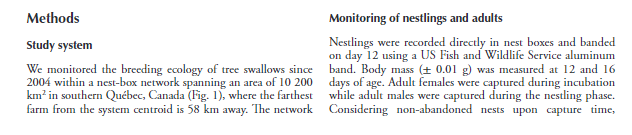 Methods
Study system
We monitored the breeding ecology of tree swallows since
2004 within a nest-box network spanning an area of 10 200
km² in southern Québec, Canada (Fig. 1), where the farthest
farm from the system centroid is 58 km away. The network
Monitoring of nestlings and adults
Nestlings were recorded directly in nest boxes and banded
on day 12 using a US Fish and Wildlife Service aluminum
band. Body mass (± 0.01 g) was measured at 12 and 16
days of age. Adult females were captured during incubation
while adult males were captured during the nestling phase.
Considering non-abandoned nests upon capture time,